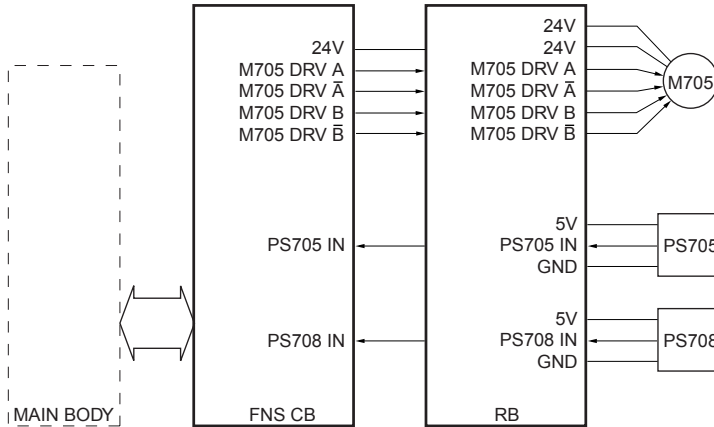 24V
24V
24V
M705 DRV A
M705 DRV A
M705
M705 DRV A̅
M705 DRV A̅
M705 DRV B
M705 DRV B
M705 DRV B̅
M705 DRV B̅
5V
PS705 IN
PS705 IN
PS705
GND
5V
PS708 IN
PS708 IN
PS708
GND
MAIN BODY
FNS CB
RB